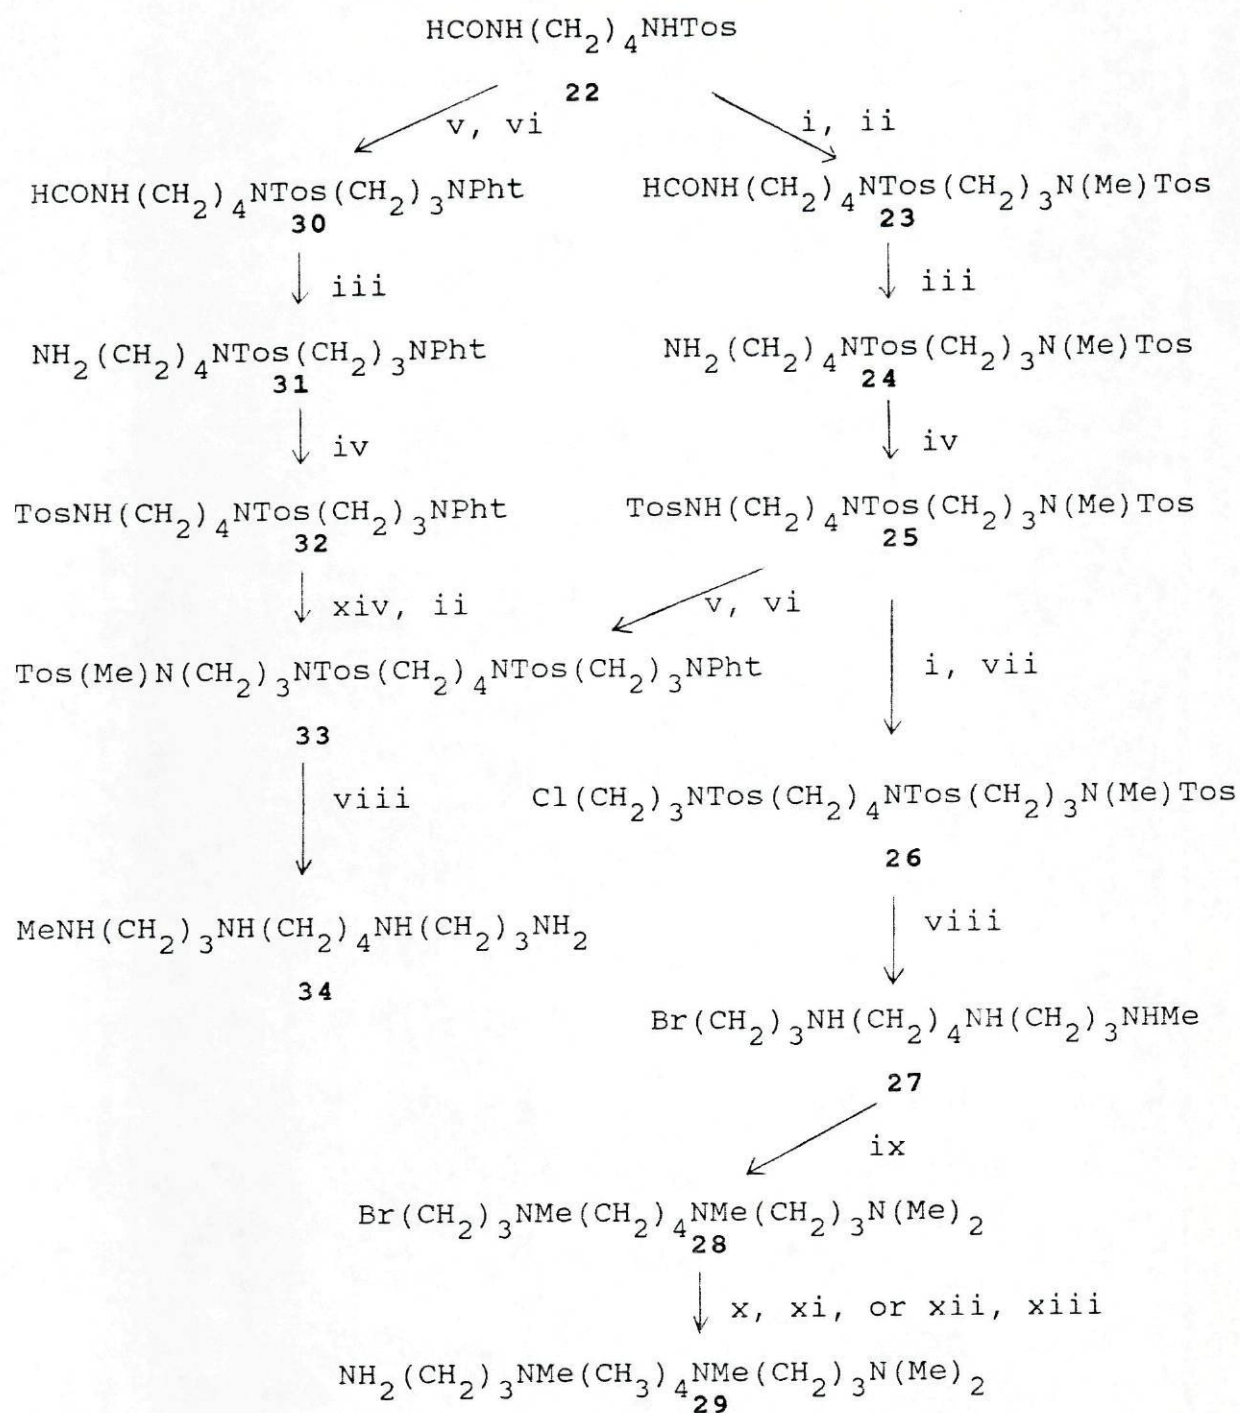 HCONH(CH₂)₄NHTos
22
v, vi
i, ii
HCONH(CH₂)₄NTos(CH₂)₃NPht
30
HCONH(CH₂)₄NTos(CH₂)₃N(Me)Tos
23
iii
iii
NH₂(CH₂)₄NTos(CH₂)₃NPht
31
NH₂(CH₂)₄NTos(CH₂)₃N(Me)Tos
24
iv
iv
TosNH(CH₂)₄NTos(CH₂)₃NPht
32
TosNH(CH₂)₄NTos(CH₂)₃N(Me)Tos
25
xiv, ii
v, vi
Tos(Me)N(CH₂)₃NTos(CH₂)₄NTos(CH₂)₃NPht
33
i, vii
viii
Cl(CH₂)₃NTos(CH₂)₄NTos(CH₂)₃N(Me)Tos
26
MeNH(CH₂)₃NH(CH₂)₄NH(CH₂)₃NH₂
34
viii
Br(CH₂)₃NH(CH₂)₄NH(CH₂)₃NHMe
27
ix
Br(CH₂)₃NMe(CH₂)₄NMe(CH₂)₃N(Me)₂
28
x, xi, or xii, xiii
NH₂(CH₂)₃NMe(CH₃)₄NMe(CH₂)₃N(Me)₂
29